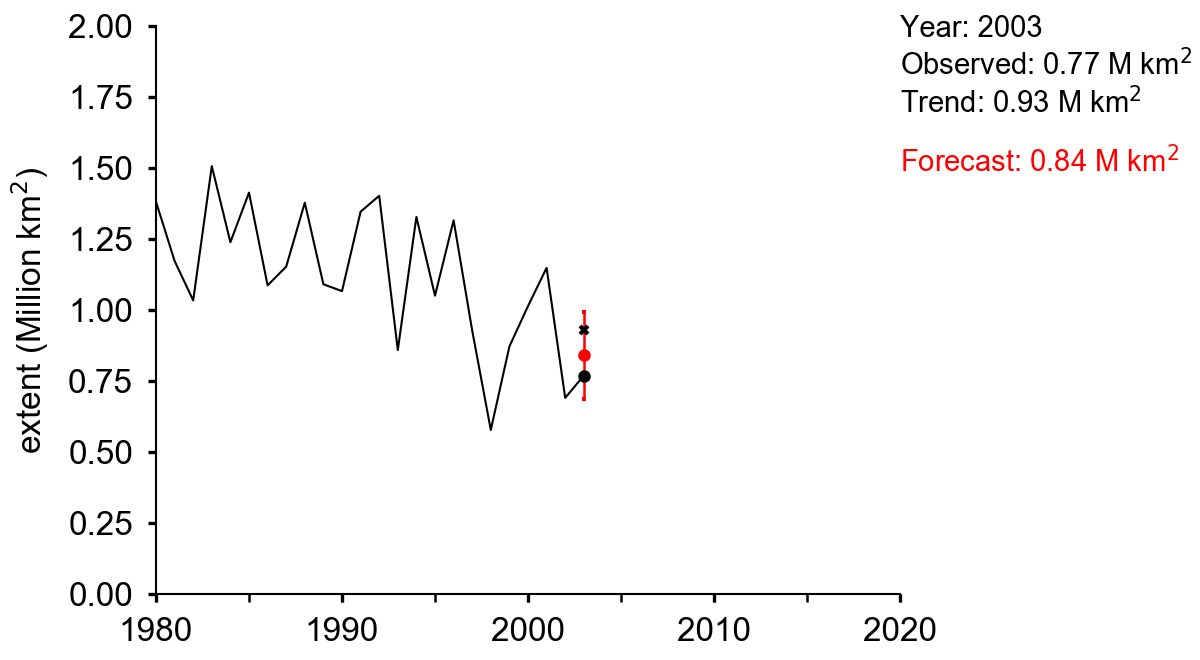 2.00
1.75
1.50
1.25
1.00
0.75
0.50
0.25
0.00
extent (Million km²)
1980 1990 2000 2010 2020
Year: 2003
Observed: 0.77 M km²
Trend: 0.93 M km²
Forecast: 0.84 M km²